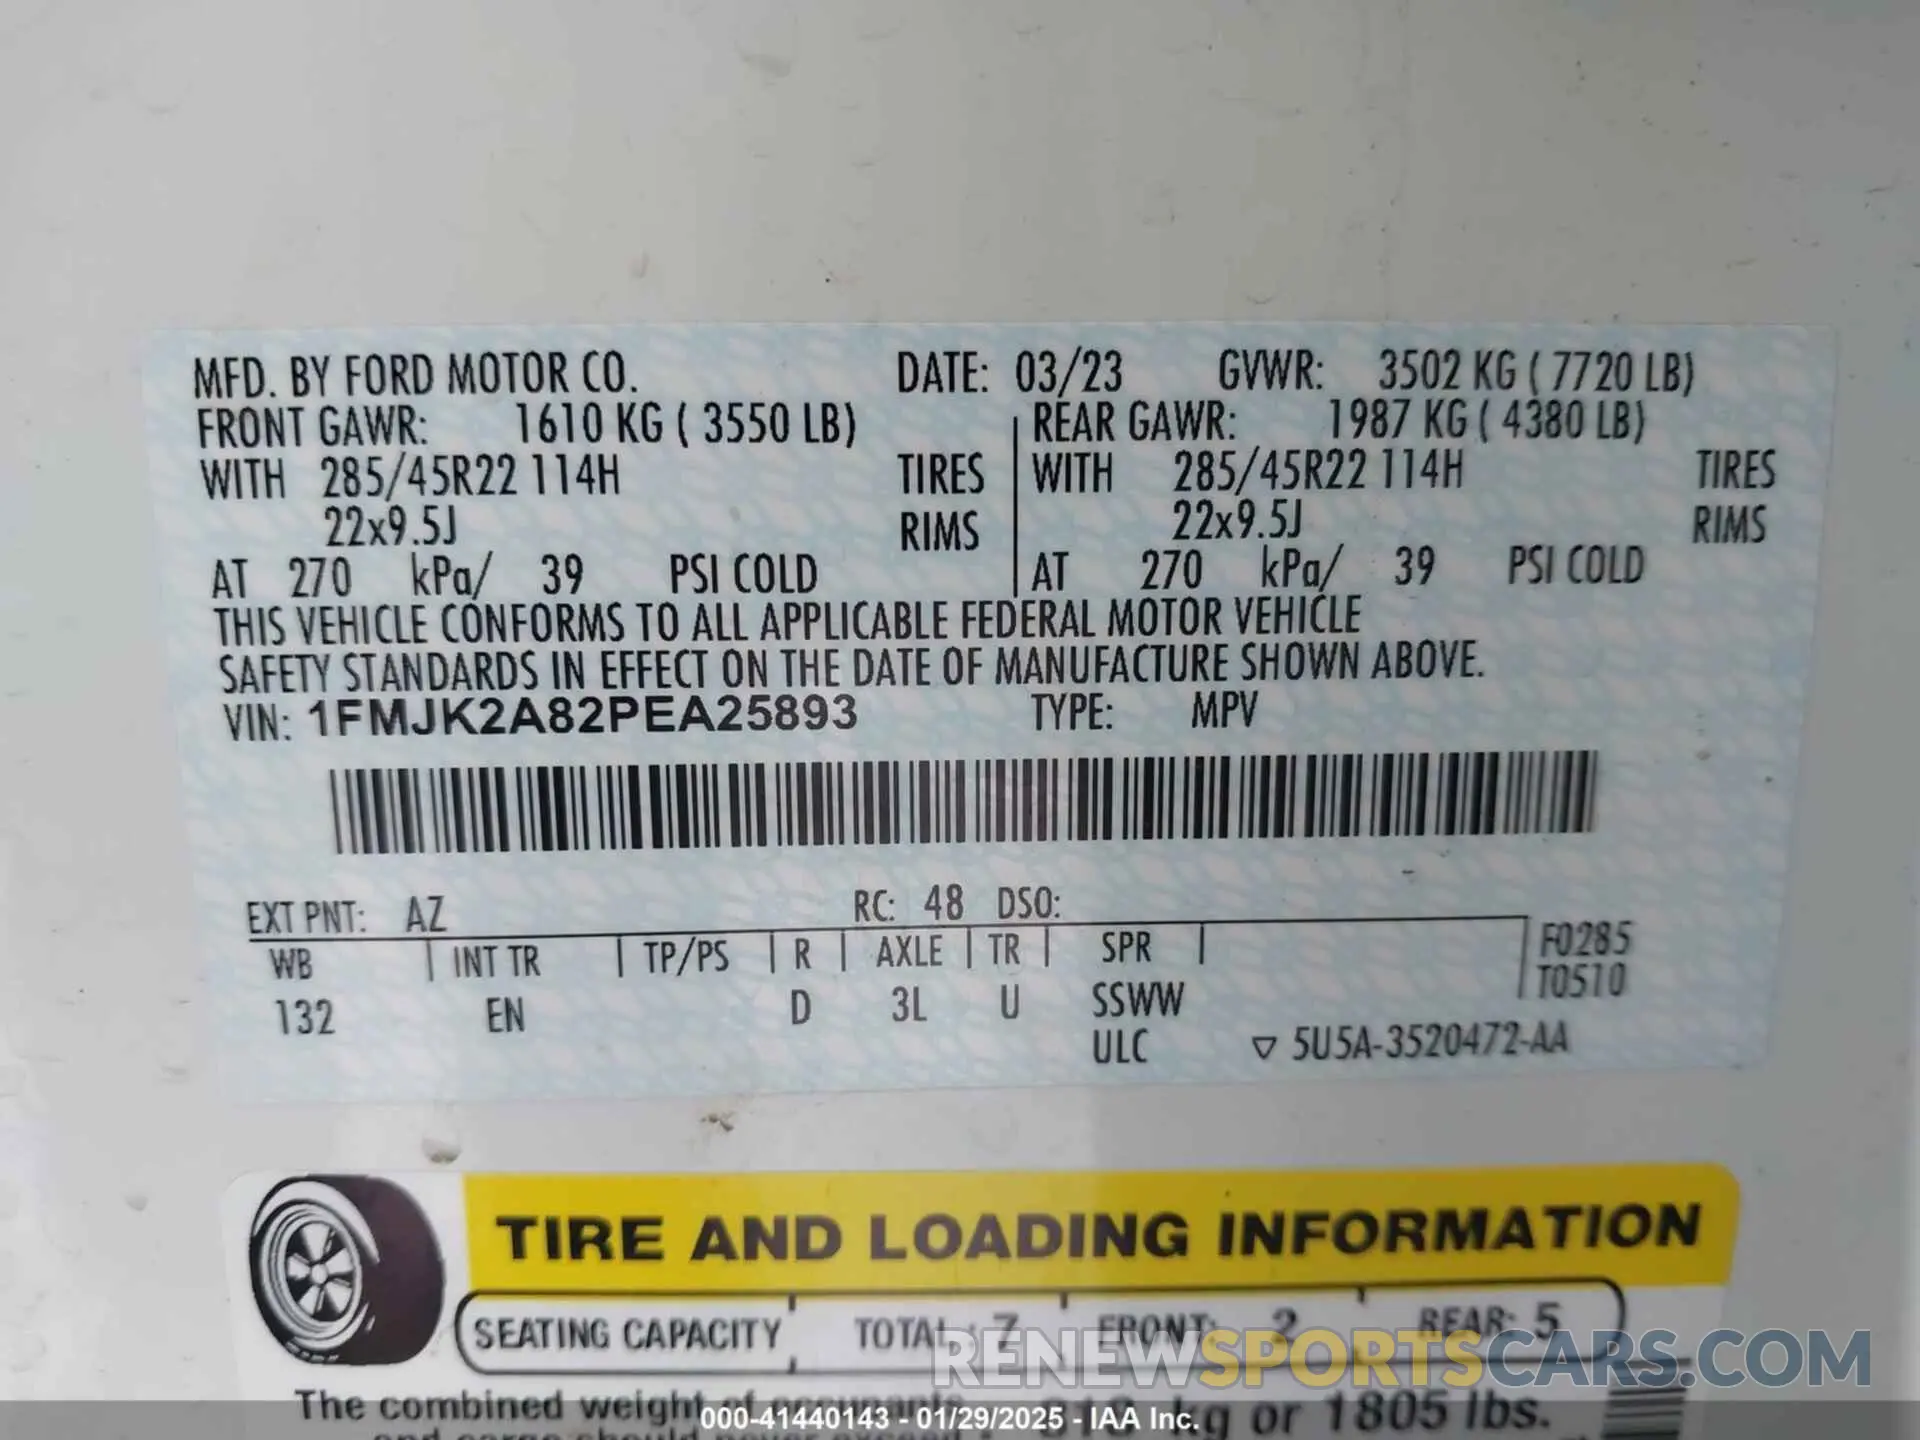 MFD. BY FORD MOTOR CO. DATE: 03/23 GVWR: 3502 KG ( 7720 LB)
FRONT GAWR: 1610 KG ( 3550 LB) REAR GAWR: 1987 KG ( 4380 LB)
WITH 285/45R22 114H TIRES WITH 285/45R22 114H TIRES
22x9.5J RIMS 22x9.5J RIMS
AT 270 kPa/ 39 PSI COLD AT 270 kPa/ 39 PSI COLD
THIS VEHICLE CONFORMS TO ALL APPLICABLE FEDERAL MOTOR VEHICLE
SAFETY STANDARDS IN EFFECT ON THE DATE OF MANUFACTURE SHOWN ABOVE.
VIN: 1FMJK2A82PEA25893 TYPE: MPV
EXT PNT: AZ RC: 48 DSO:
WB INT TR TP/PS R AXLE TR SPR F0285
T0510
132 EN D 3L U SSWW
ULC ▽ 5U5A-3520472-AA
TIRE AND LOADING INFORMATION
SEATING CAPACITY TOTAL : 7 FRONT: 2 REAR: 5
RENEWSPORTSCARS.COM
The combined weight of occupants kg or 1805 lbs.
000-41440143 - 01/29/2025 - IAA Inc.